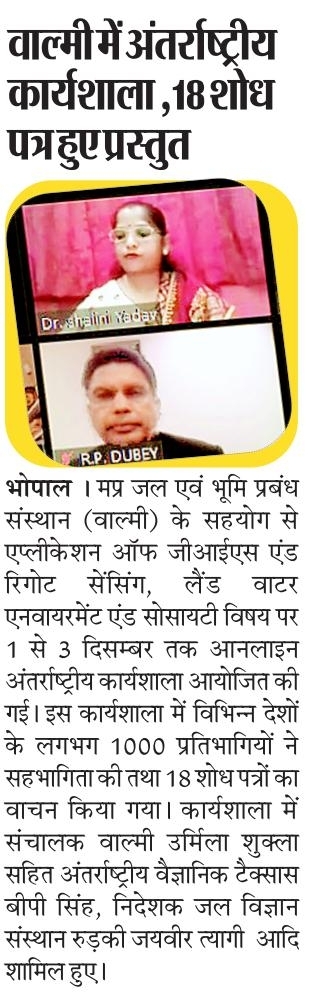 वाल्मी में अंतर्राष्ट्रीय
कार्यशाला ,18 शोध
पत्र हुए प्रस्तुत
Dr. shalini Yadav
R.P. DUBEY
भोपाल । मप्र जल एवं भूमि प्रबंध
संस्थान (वाल्मी) के सहयोग से
एप्लीकेशन ऑफ जीआईएस एंड
रिगोट सेंसिंग, लैंड वाटर
एनवायरमेंट एंड सोसायटी विषय पर
1 से 3 दिसम्बर तक आनलाइन
अंतर्राष्ट्रीय कार्यशाला आयोजित की
गई। इस कार्यशाला में विभिन्न देशों
के लगभग 1000 प्रतिभागियों ने
सहभागिता की तथा 18 शोध पत्रों का
वाचन किया गया। कार्यशाला में
संचालक वाल्मी उर्मिला शुक्ला
सहित अंतर्राष्ट्रीय वैज्ञानिक टैक्सास
बीपी सिंह, निदेशक जल विज्ञान
संस्थान रुड़की जयवीर त्यागी आदि
शामिल हुए।